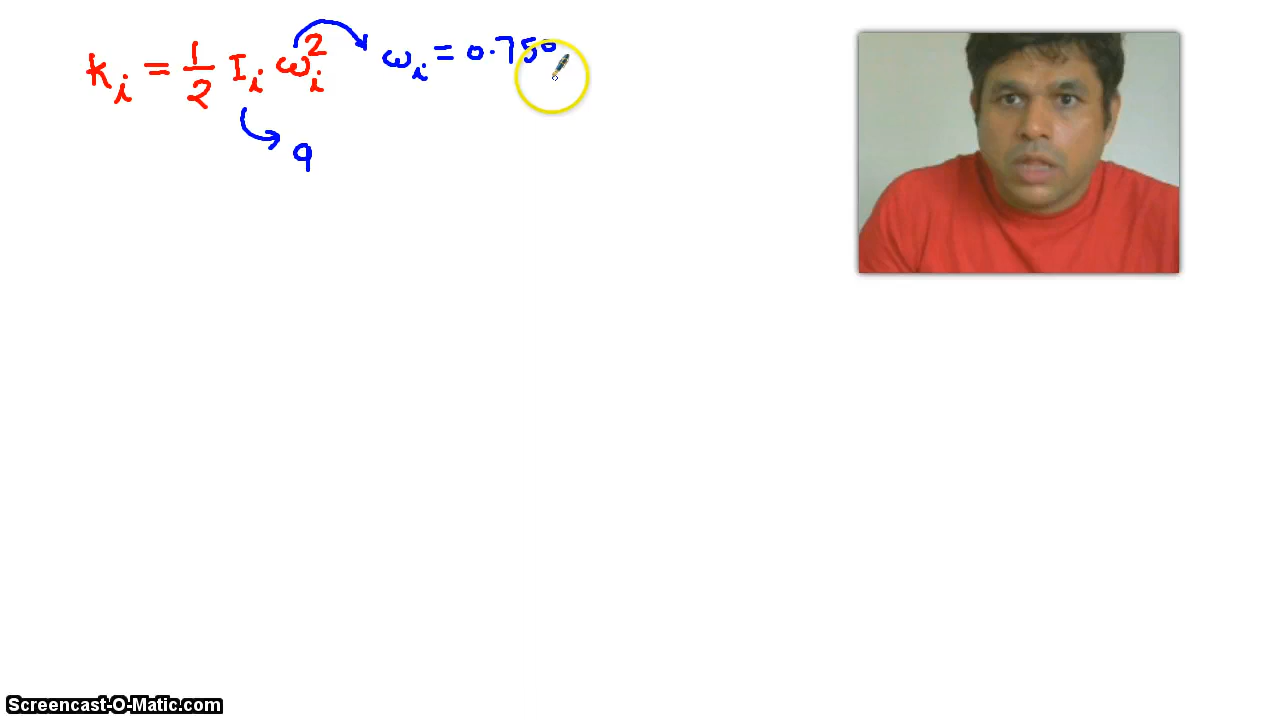 Ki = 1/2 Ii ωi² ωi = 0.750
9
Screencast-O-Matic.com